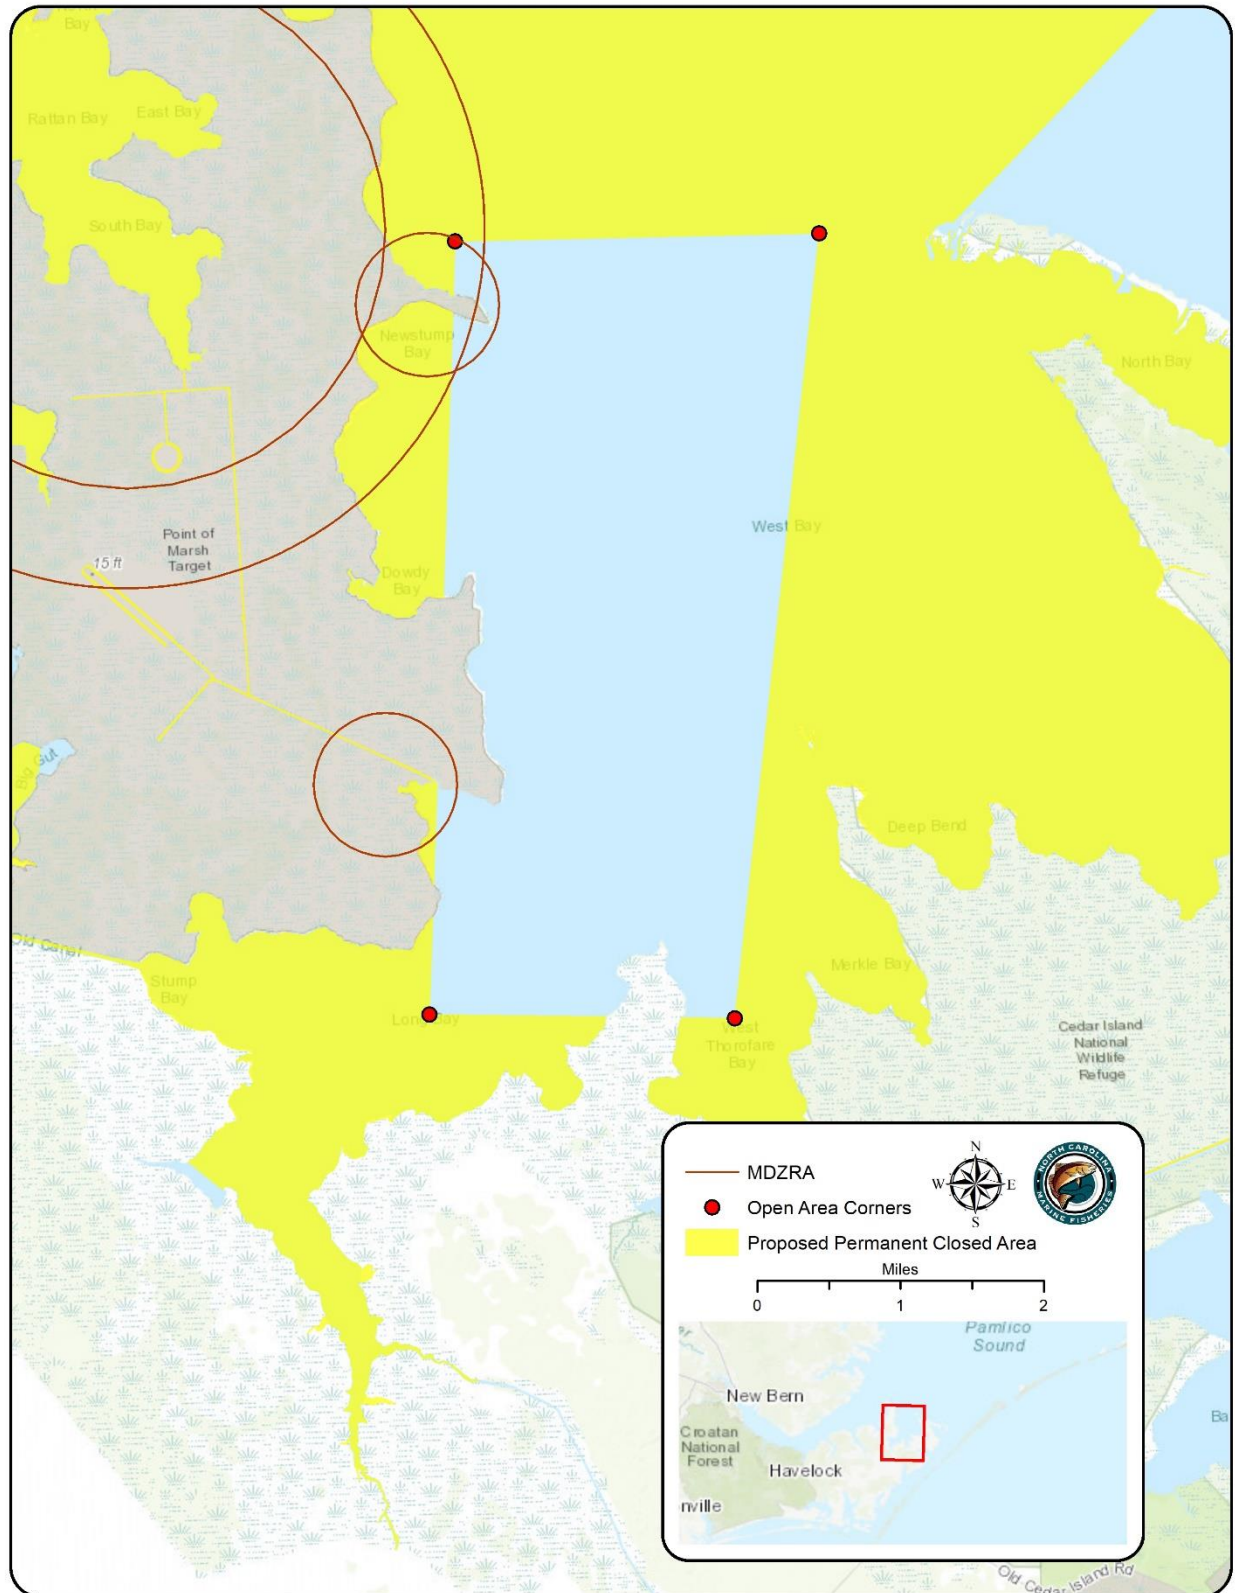 Bay
Rattan Bay
East Bay
South Bay
Newstump
Bay
North Bay
West Bay
Point of
Marsh
Target
15 ft
Dowdy
Bay
Big Gut
Deep Bend
Old Canal
Stump
Bay
Merkle Bay
Long Bay
West
Thorofare
Bay
Cedar Island
National
Wildlife
Refuge
MDZRA
Open Area Corners
Proposed Permanent Closed Area
N
W
E
S
NORTH CAROLINA
MARINE FISHERIES
Miles
0
1
2
Pamlico
Sound
New Bern
Croatan
National
Forest
Havelock
nville
Ba
Old Cedar Island Rd